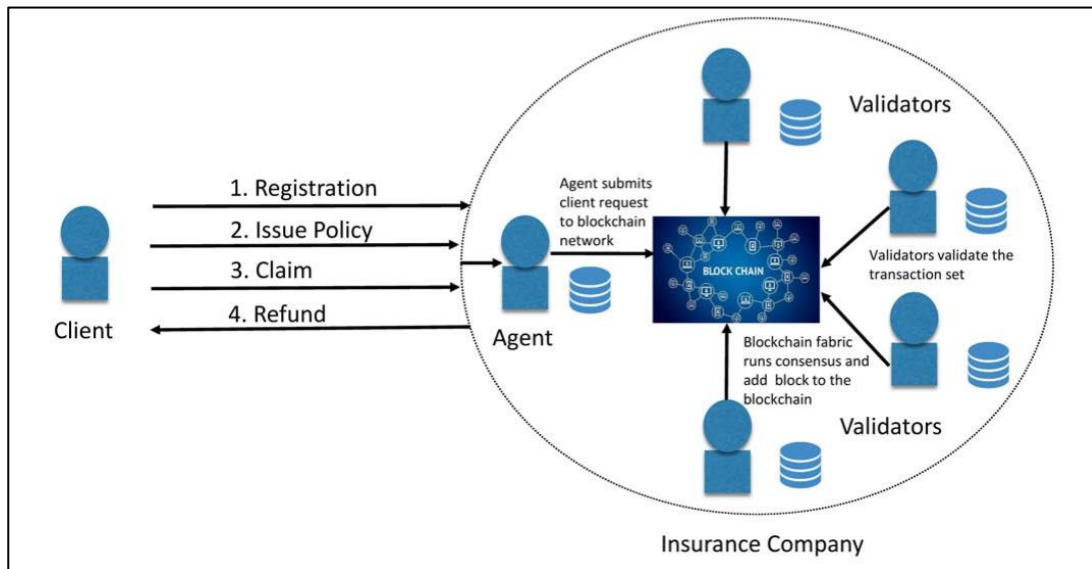 Validators
1. Registration
Agent submits
client request
to blockchain
network
2. Issue Policy
BLOCK CHAIN
Validators validate the
transaction set
3. Claim
4. Refund
Client
Agent
Blockchain fabric
runs consensus and
add block to the
blockchain
Validators
Insurance Company